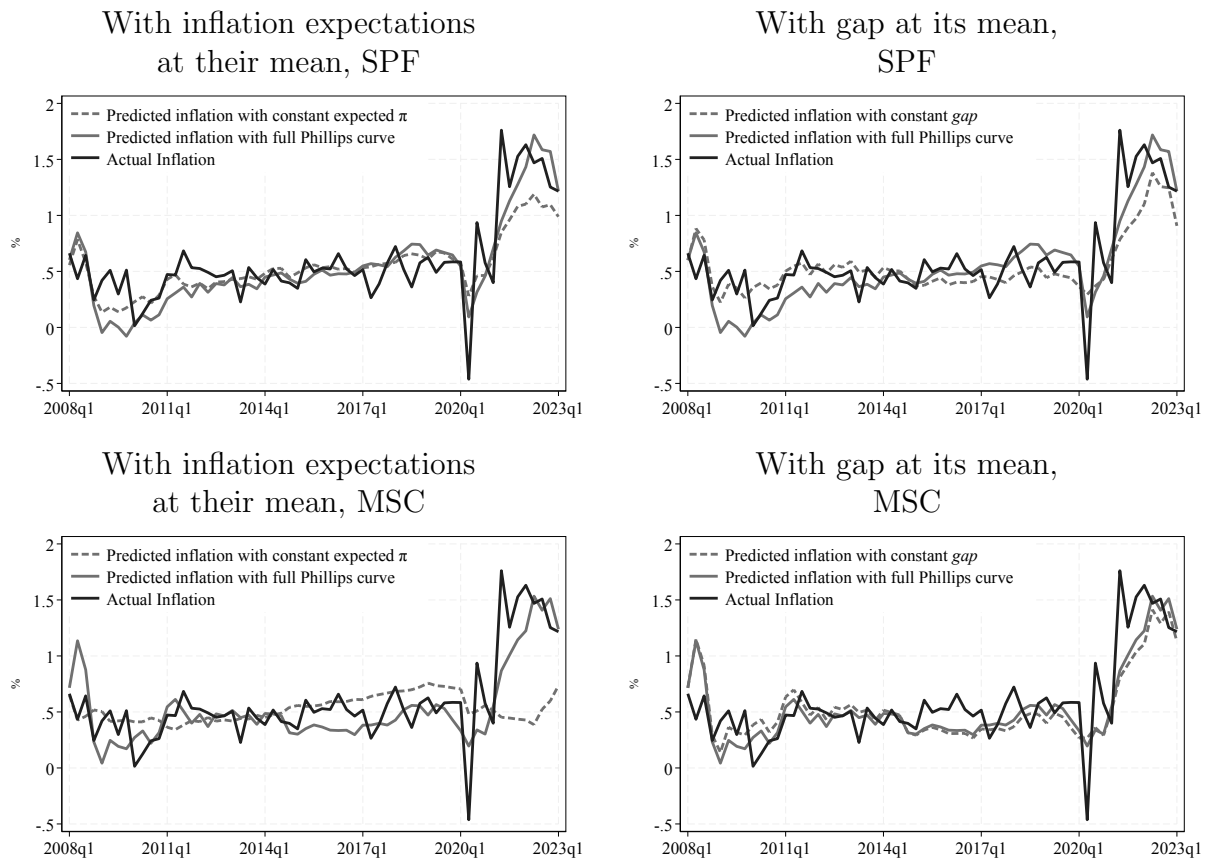 With inflation expectations
at their mean, SPF
2
1.5
1
.5
0
-.5
%
Predicted inflation with constant expected π
Predicted inflation with full Phillips curve
Actual Inflation
2008q1 2011q1 2014q1 2017q1 2020q1 2023q1
With gap at its mean,
SPF
2
1.5
1
.5
0
-.5
%
Predicted inflation with constant gap
Predicted inflation with full Phillips curve
Actual Inflation
2008q1 2011q1 2014q1 2017q1 2020q1 2023q1
With inflation expectations
at their mean, MSC
2
1.5
1
.5
0
-.5
%
Predicted inflation with constant expected π
Predicted inflation with full Phillips curve
Actual Inflation
2008q1 2011q1 2014q1 2017q1 2020q1 2023q1
With gap at its mean,
MSC
2
1.5
1
.5
0
-.5
%
Predicted inflation with constant gap
Predicted inflation with full Phillips curve
Actual Inflation
2008q1 2011q1 2014q1 2017q1 2020q1 2023q1